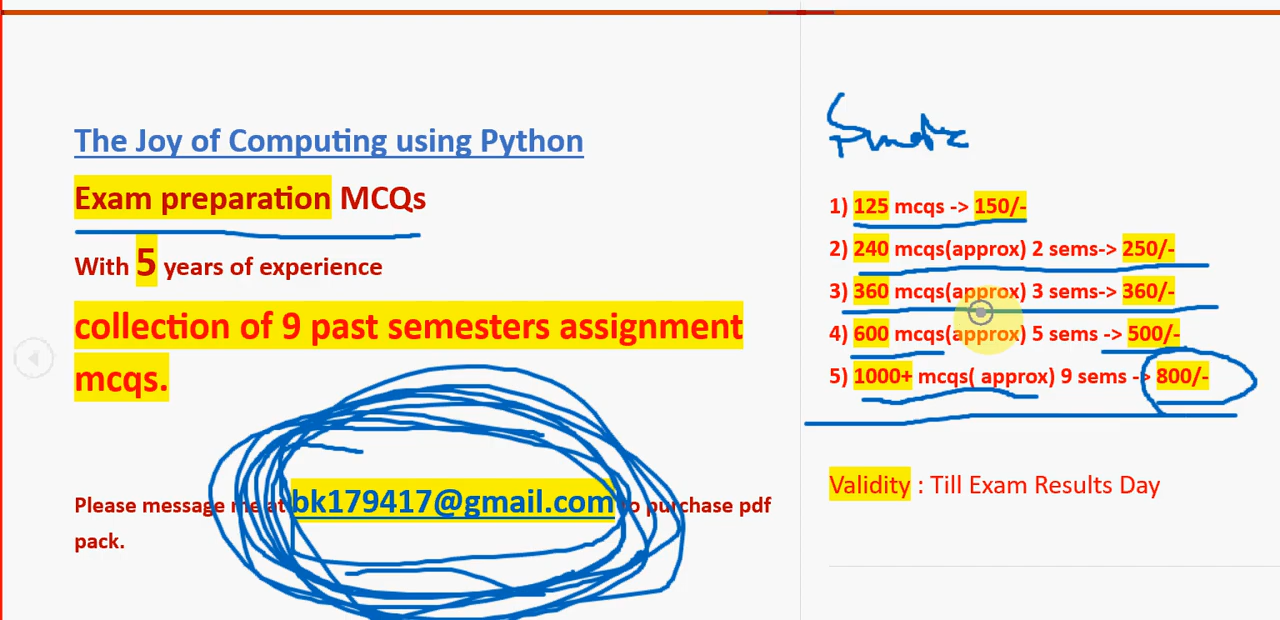 The Joy of Computing using Python
Exam preparation MCQs
With 5 years of experience
collection of 9 past semesters assignment
mcqs.
Please message me at bk179417@gmail.com to purchase pdf
pack.
1) 125 mcqs -> 150/-
2) 240 mcqs(approx) 2 sems-> 250/-
3) 360 mcqs(approx) 3 sems-> 360/-
4) 600 mcqs(approx) 5 sems -> 500/-
5) 1000+ mcqs( approx) 9 sems -> 800/-
Validity : Till Exam Results Day